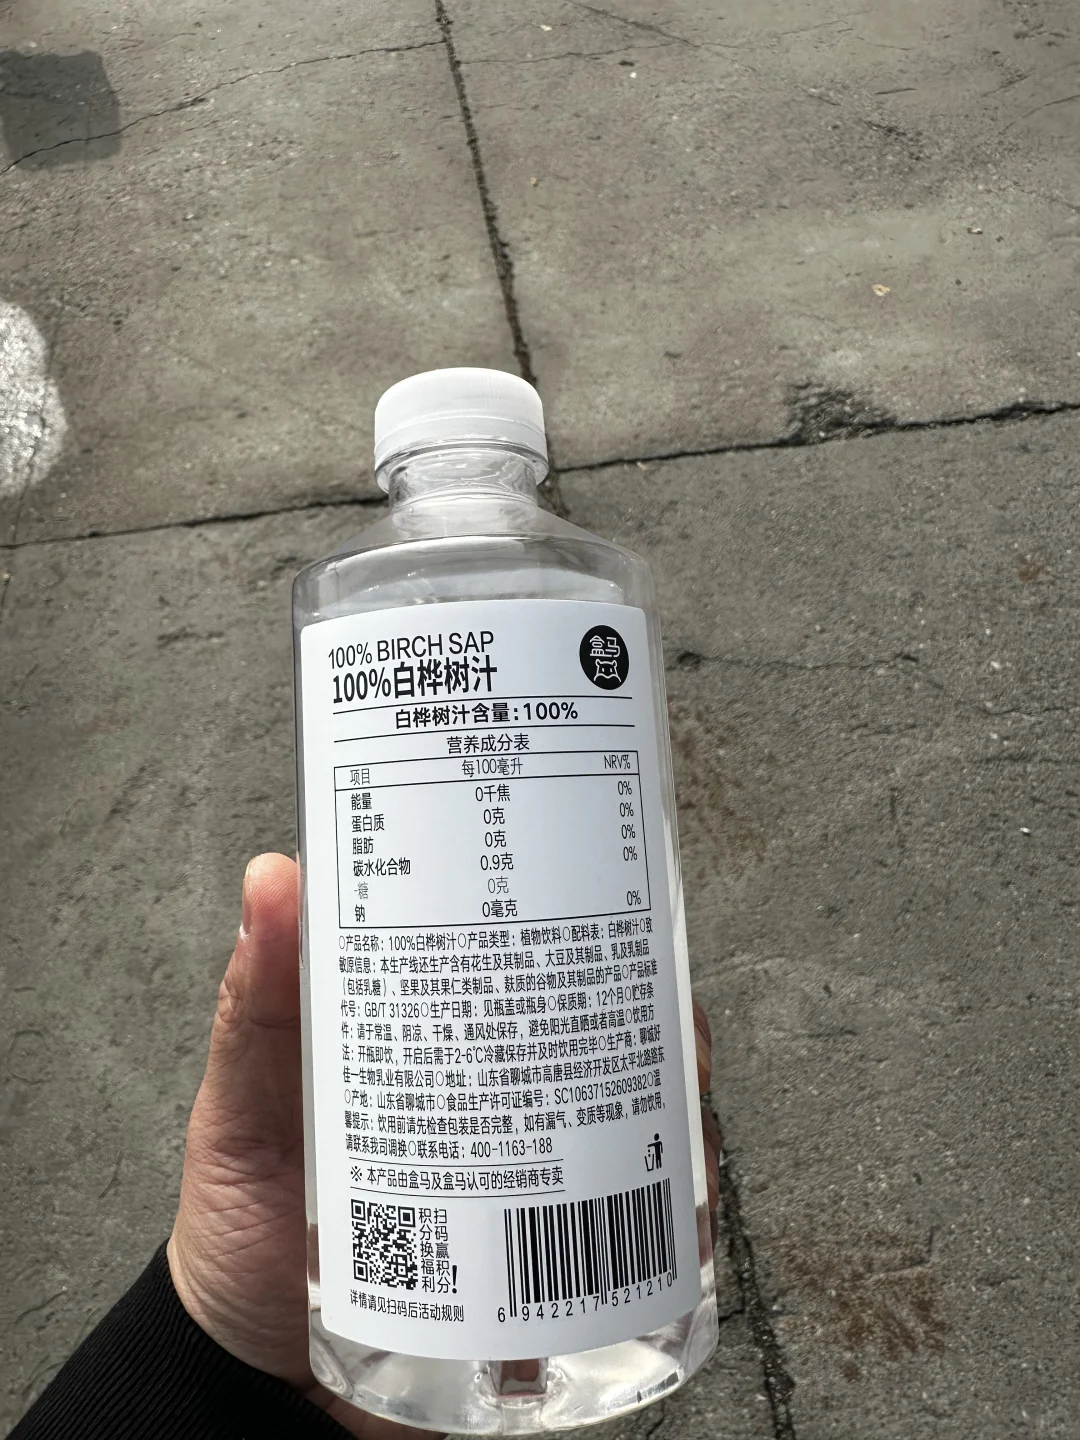 100% BIRCH SAP
100%白桦树汁
盒马
白桦树汁含量:100%
营养成分表
项目 每100毫升 NRV%
能量 0千焦 0%
蛋白质 0克 0%
脂肪 0克 0%
碳水化合物 0.9克 0%
-糖 0克
钠 0毫克 0%
○产品名称：100%白桦树汁○产品类型：植物饮料○配料表：白桦树汁○致
敏原信息：本生产线还生产含有花生及其制品、大豆及其制品、乳及乳制品
（包括乳糖）、坚果及其果仁类制品、麸质的谷物及其制品的产品○产品标准
代号：GB/T 31326○生产日期：见瓶盖或瓶身○保质期：12个月○贮存条
件：请于常温、阴凉、干燥、通风处保存，避免阳光直晒或者高温○饮用方
法：开瓶即饮，开启后需于2-6℃冷藏保存并及时饮用完毕○生产商：聊城好
佳一生物乳业有限公司○地址：山东省聊城市高唐县经济开发区太平北路路东
○产地：山东省聊城市○食品生产许可证编号：SC10637152609382○温
馨提示：饮用前请先检查包装是否完整，如有漏气、变质等现象，请勿饮用，
请联系我司调换○联系电话：400-1163-188
※ 本产品由盒马及盒马认可的经销商专卖
扫码赢积分!
积分换福利
详情请见扫码后活动规则
6 942217 521210